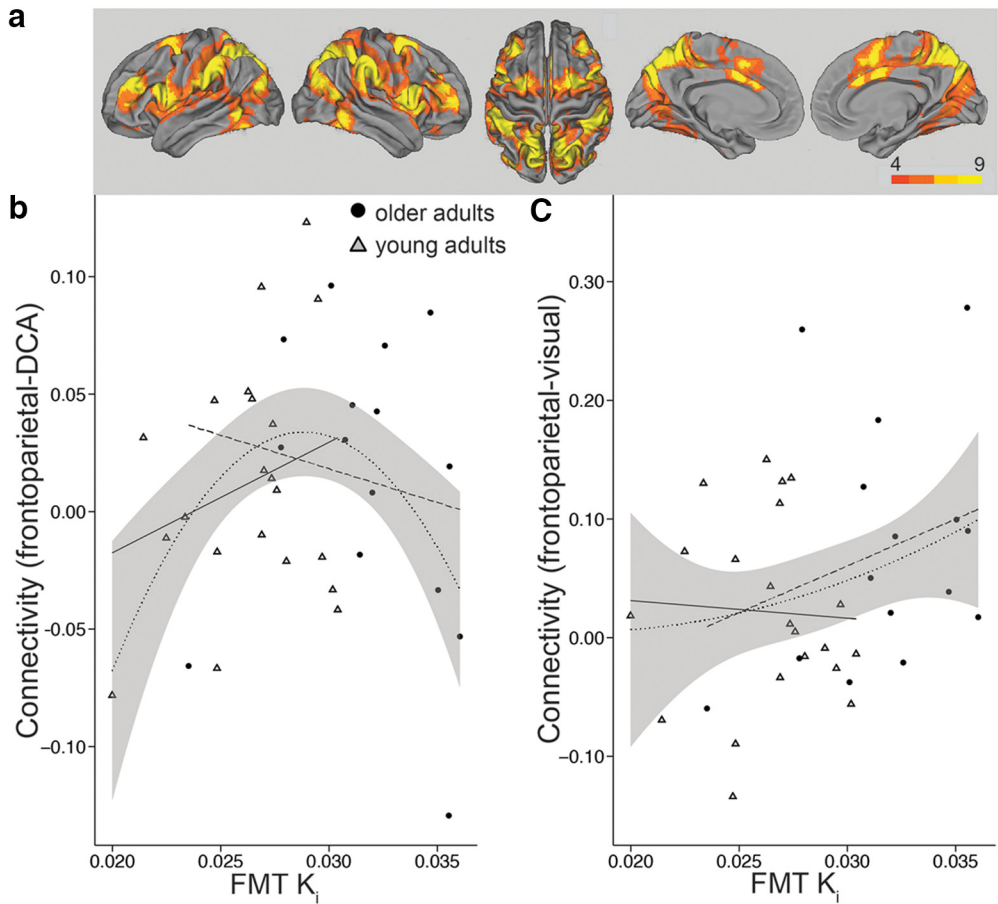 a
4 9
b
older adults
young adults
Connectivity (frontoparietal-DCA)
0.10
0.05
0.00
-0.05
−0.10
0.020 0.025 0.030 0.035
FMT Ki
C
Connectivity (frontoparietal-visual)
0.30
0.20
0.10
0.00
−0.10
0.020 0.025 0.030 0.035
FMT Ki